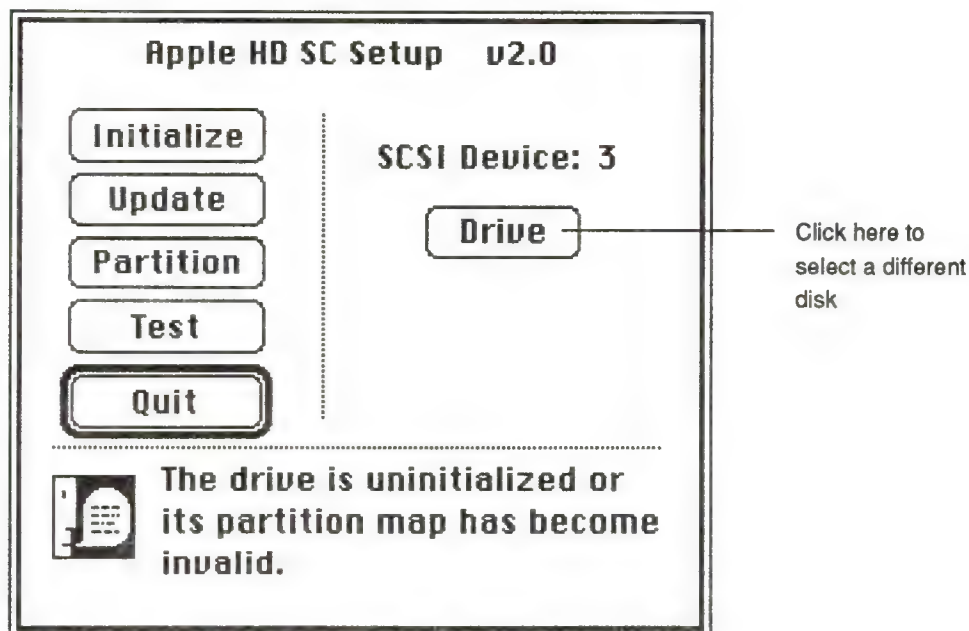 Apple HD SC Setup v2.0
Initialize
Update
Partition
Test
Quit
SCSI Device: 3
Drive
Click here to
select a different
disk
The drive is uninitialized or
its partition map has become
invalid.